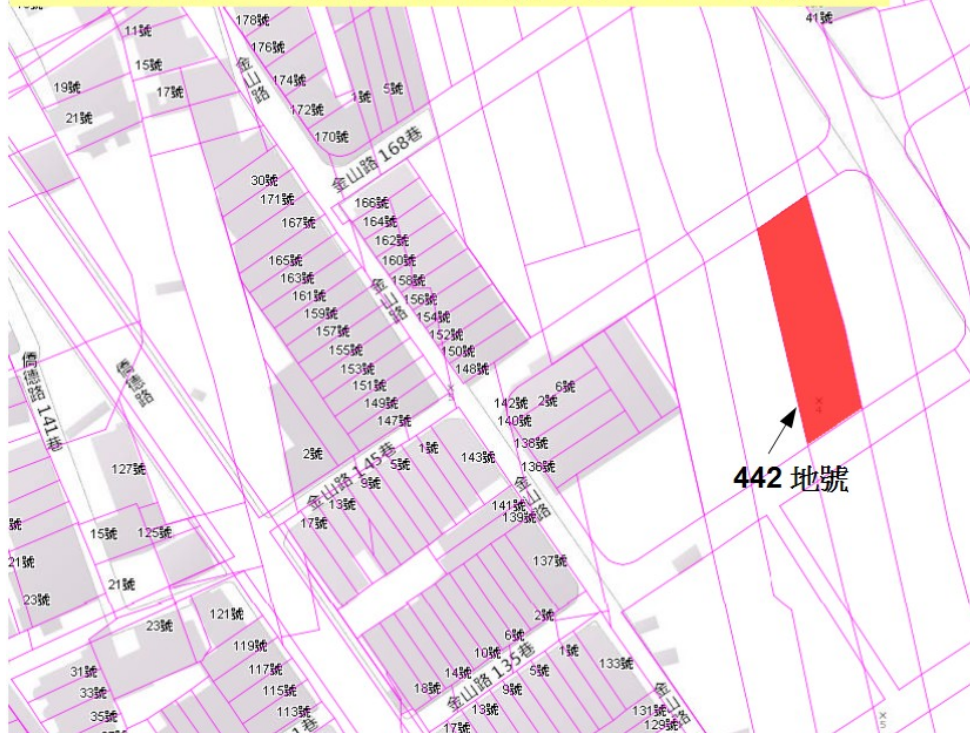 178號
41號
11號
176號
15號
金山路
174號
5號
19號
17號
1號
172號
21號
170號
金山路 168巷
30號
171號
166號
167號
164號
162號
165號
160號
163號
158號
金山路
161號
156號
159號
154號
157號
152號
155號
150號
153號
148號
僑德路
僑德路 141巷
151號
6號
149號
142號
2號
147號
140號
1號
138號
2號
143號
136號
金山路 145巷
5號
127號
9號
442 地號
金山路
13號
141號
139號
17號
號
15號
125號
21號
137號
21號
23號
121號
2號
23號
6號
119號
10號
1號
133號
31號
117號
14號
5號
金山路 135巷
33號
115號
18號
9號
金山路
35號
113號
13號
131號
17號
129號
巷